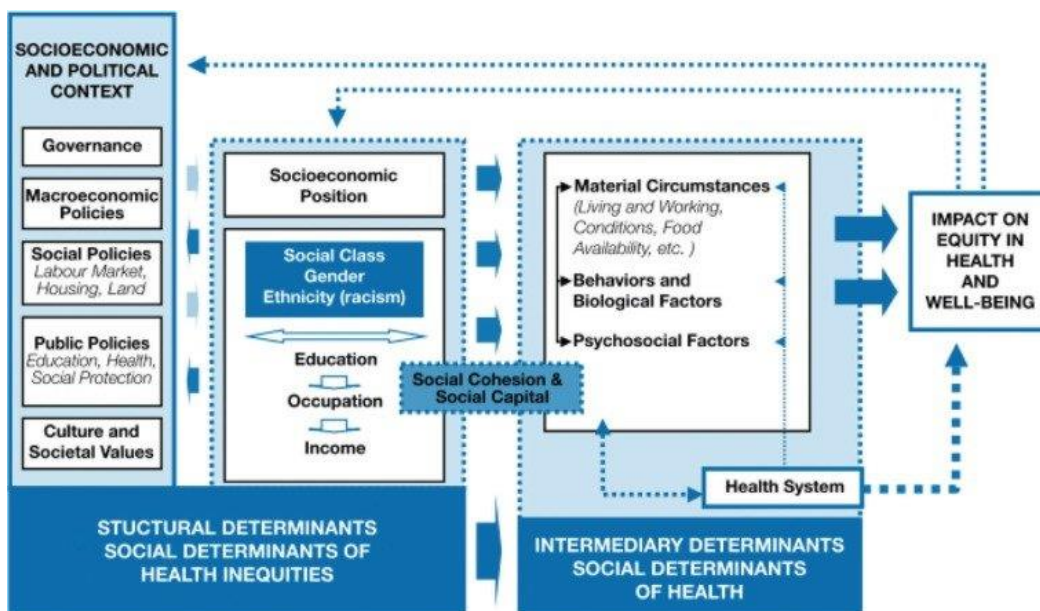 SOCIOECONOMIC
AND POLITICAL
CONTEXT
Governance
Macroeconomic
Policies
Social Policies
Labour Market,
Housing, Land
Public Policies
Education, Health,
Social Protection
Culture and
Societal Values
Socioeconomic
Position
Social Class
Gender
Ethnicity (racism)
Education
Occupation
Income
Social Cohesion &
Social Capital
Material Circumstances
(Living and Working,
Conditions, Food
Availability, etc. )
Behaviors and
Biological Factors
Psychosocial Factors
Health System
IMPACT ON
EQUITY IN
HEALTH
AND
WELL-BEING
STUCTURAL DETERMINANTS
SOCIAL DETERMINANTS OF
HEALTH INEQUITIES
INTERMEDIARY DETERMINANTS
SOCIAL DETERMINANTS
OF HEALTH